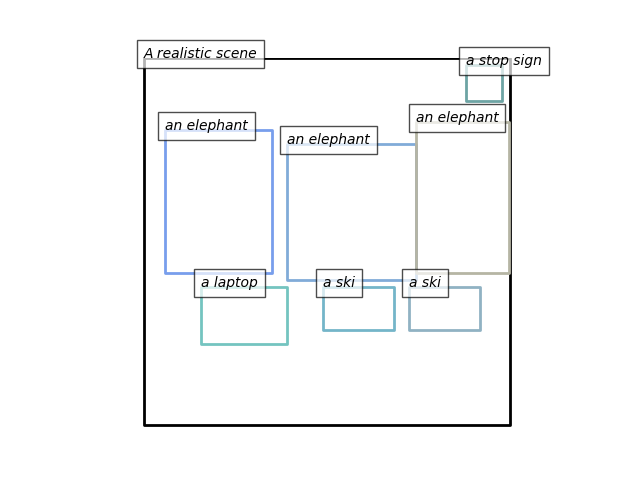 A realistic scene
a stop sign
an elephant
an elephant
an elephant
a laptop
a ski
a ski